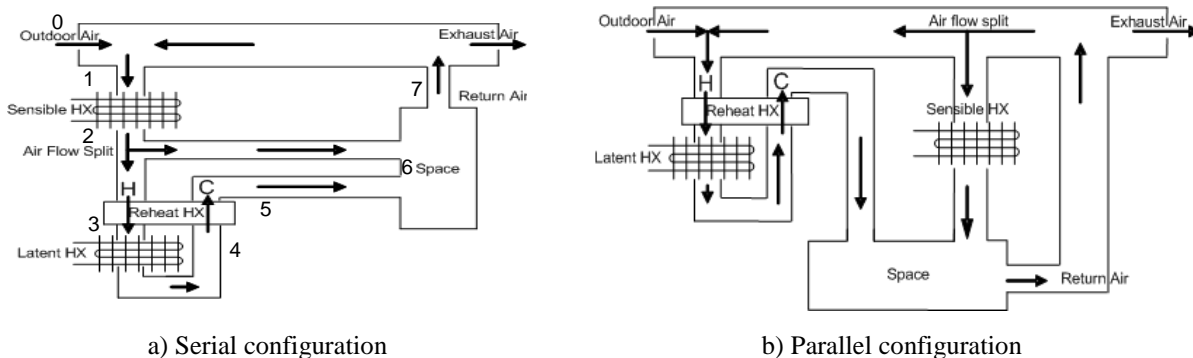 0
Outdoor Air
Exhaust Air
1
7
Return Air
Sensible HX
2
Air Flow Split
6
Space
H
C
3
Reheat HX
5
Latent HX
4
a) Serial configuration
Outdoor Air
Air flow split
Exhaust Air
H
C
Reheat HX
Sensible HX
Latent HX
Space
Return Air
b) Parallel configuration